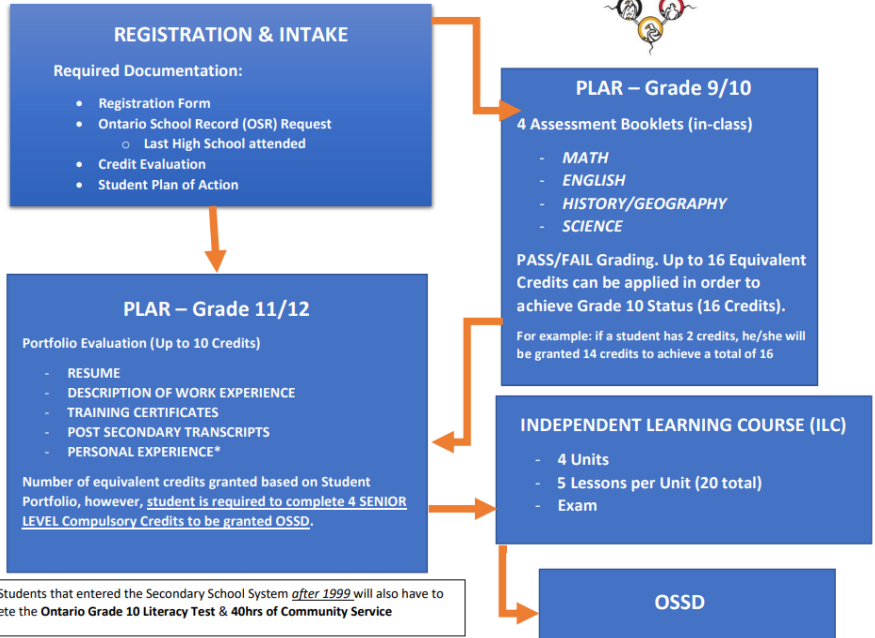 REGISTRATION & INTAKE
Required Documentation:
• Registration Form
• Ontario School Record (OSR) Request
o Last High School attended
• Credit Evaluation
• Student Plan of Action
PLAR – Grade 9/10
4 Assessment Booklets (in-class)
- MATH
- ENGLISH
- HISTORY/GEOGRAPHY
- SCIENCE
PASS/FAIL Grading. Up to 16 Equivalent
Credits can be applied in order to
achieve Grade 10 Status (16 Credits).
For example: if a student has 2 credits, he/she will
be granted 14 credits to achieve a total of 16
PLAR – Grade 11/12
Portfolio Evaluation (Up to 10 Credits)
- RESUME
- DESCRIPTION OF WORK EXPERIENCE
- TRAINING CERTIFICATES
- POST SECONDARY TRANSCRIPTS
- PERSONAL EXPERIENCE*
Number of equivalent credits granted based on Student
Portfolio, however, student is required to complete 4 SENIOR
LEVEL Compulsory Credits to be granted OSSD.
INDEPENDENT LEARNING COURSE (ILC)
- 4 Units
- 5 Lessons per Unit (20 total)
- Exam
Students that entered the Secondary School System after 1999 will also have to
ete the Ontario Grade 10 Literacy Test & 40hrs of Community Service
OSSD